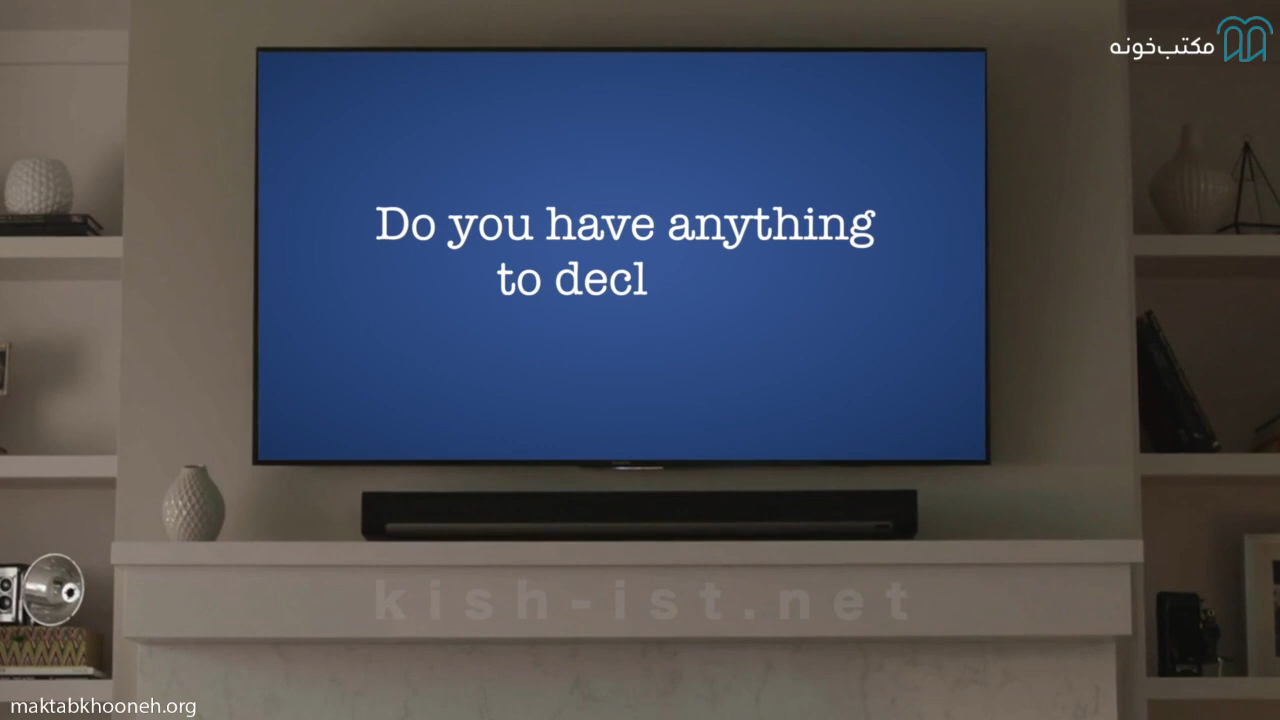 مکتب‌خونه
Do you have anything
to decl
kish-ist.net
maktabkhooneh.org